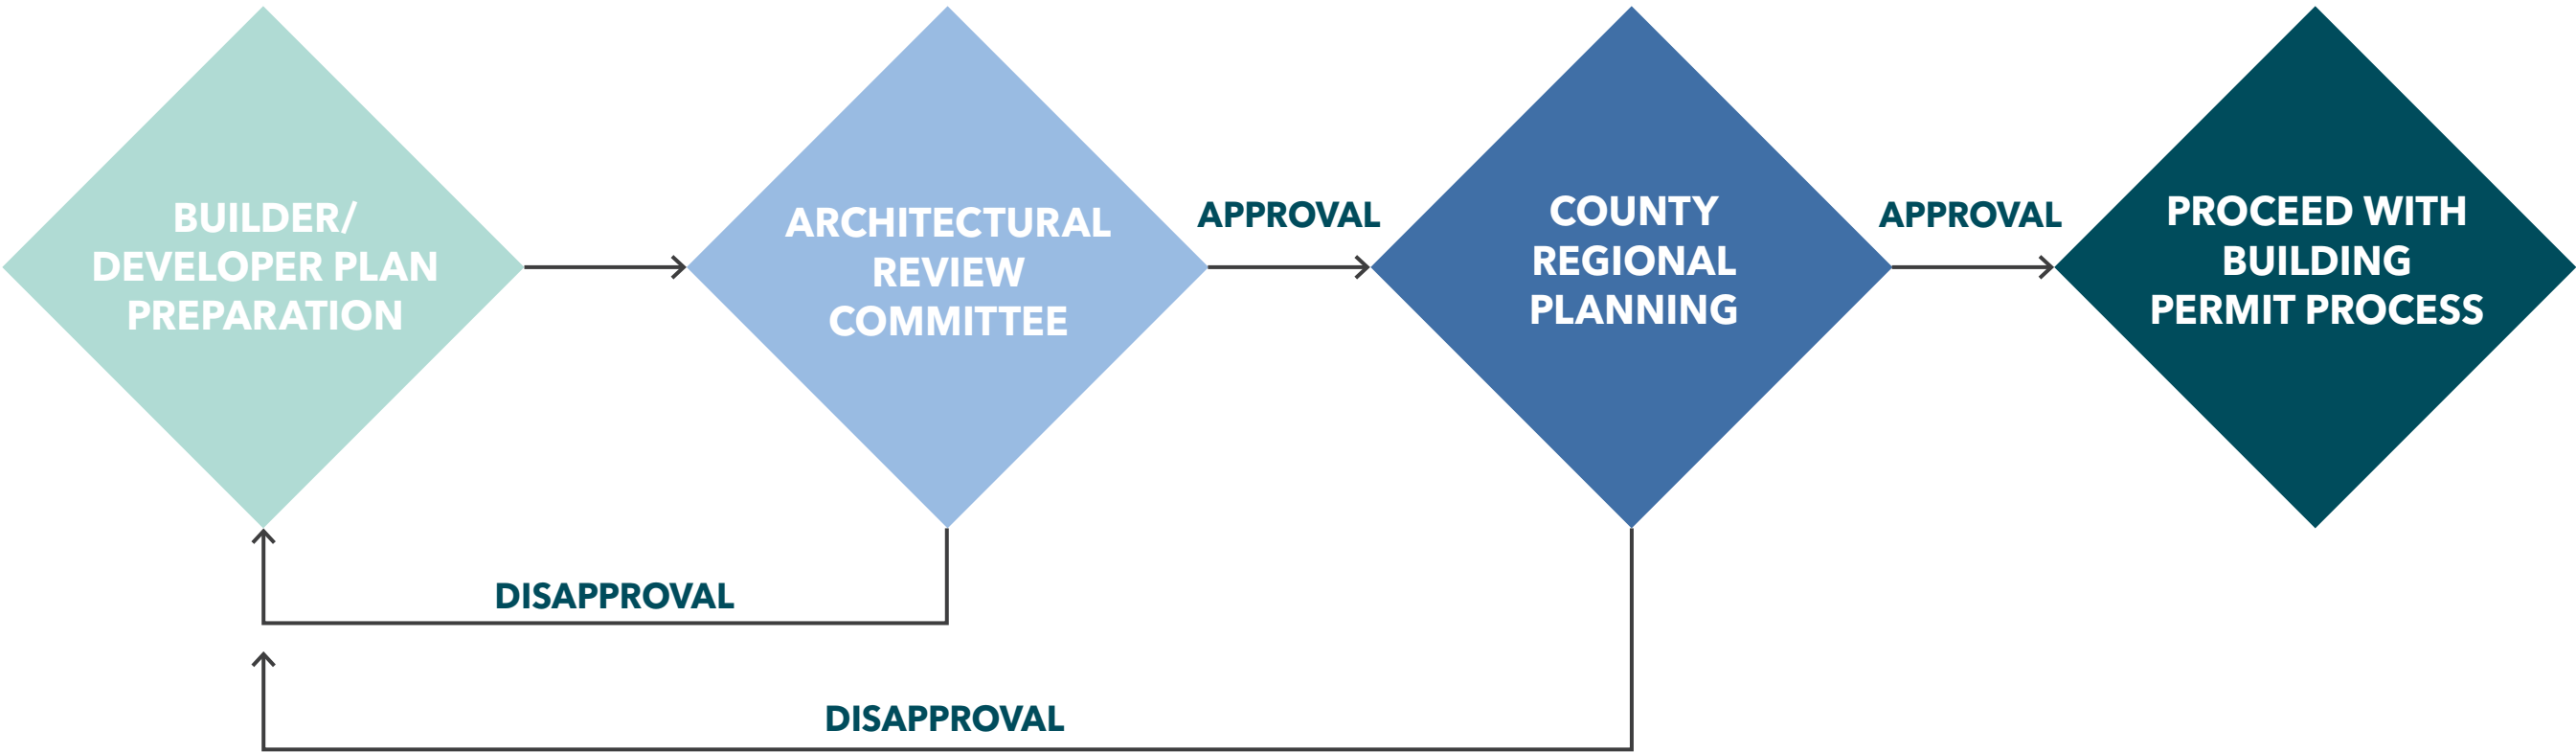 BUILDER/
DEVELOPER PLAN
PREPARATION
ARCHITECTURAL
REVIEW
COMMITTEE
APPROVAL
COUNTY
REGIONAL
PLANNING
APPROVAL
PROCEED WITH
BUILDING
PERMIT PROCESS
DISAPPROVAL
DISAPPROVAL